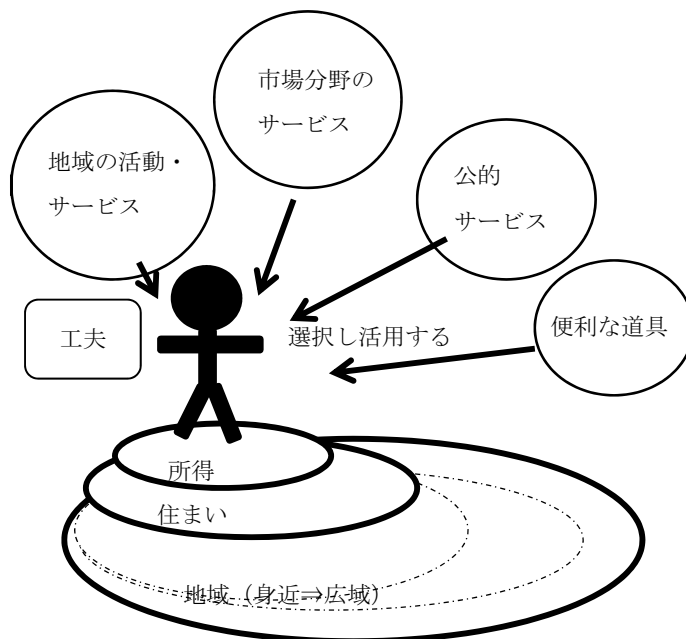 市場分野の
サービス
地域の活動・
サービス
公的
サービス
工夫
選択し活用する
便利な道具
所得
住まい
地域（身近⇒広域）